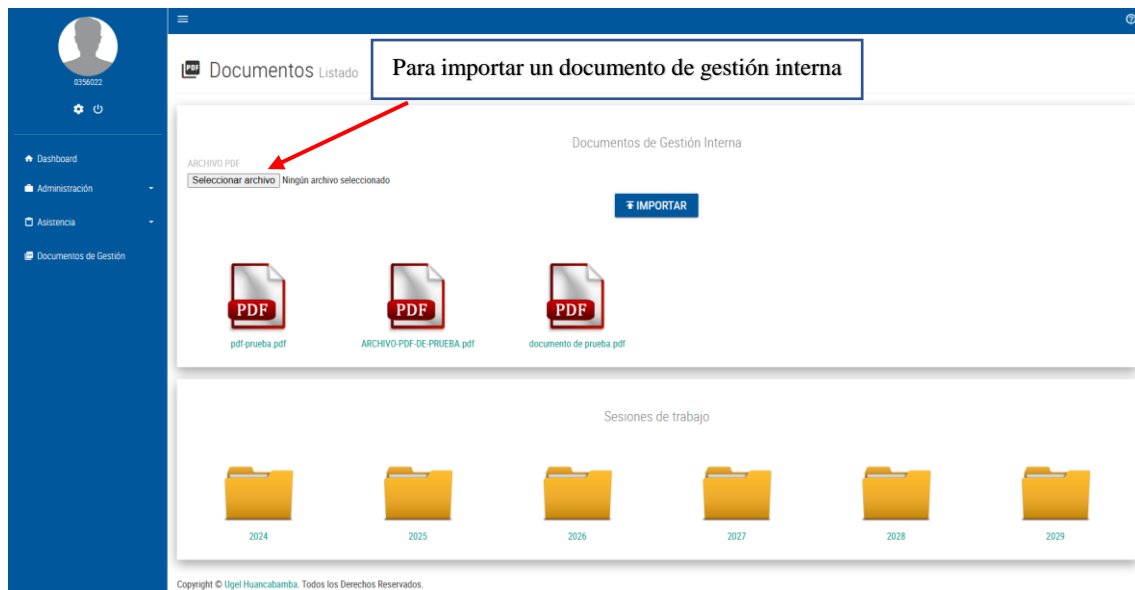 0356022
Dashboard
Administración
Asistencia
Documentos de Gestión
PDF Documentos Listado
Para importar un documento de gestión interna
Documentos de Gestión Interna
ARCHIVO PDF
Seleccionar archivo Ningún archivo seleccionado
IMPORTAR
PDF PDF PDF
pdf-prueba.pdf ARCHIVO-PDF-DE-PRUEBA.pdf documento de prueba.pdf
Sesiones de trabajo
2024 2025 2026 2027 2028 2029
Copyright © Ugel Huancabamba. Todos los Derechos Reservados.